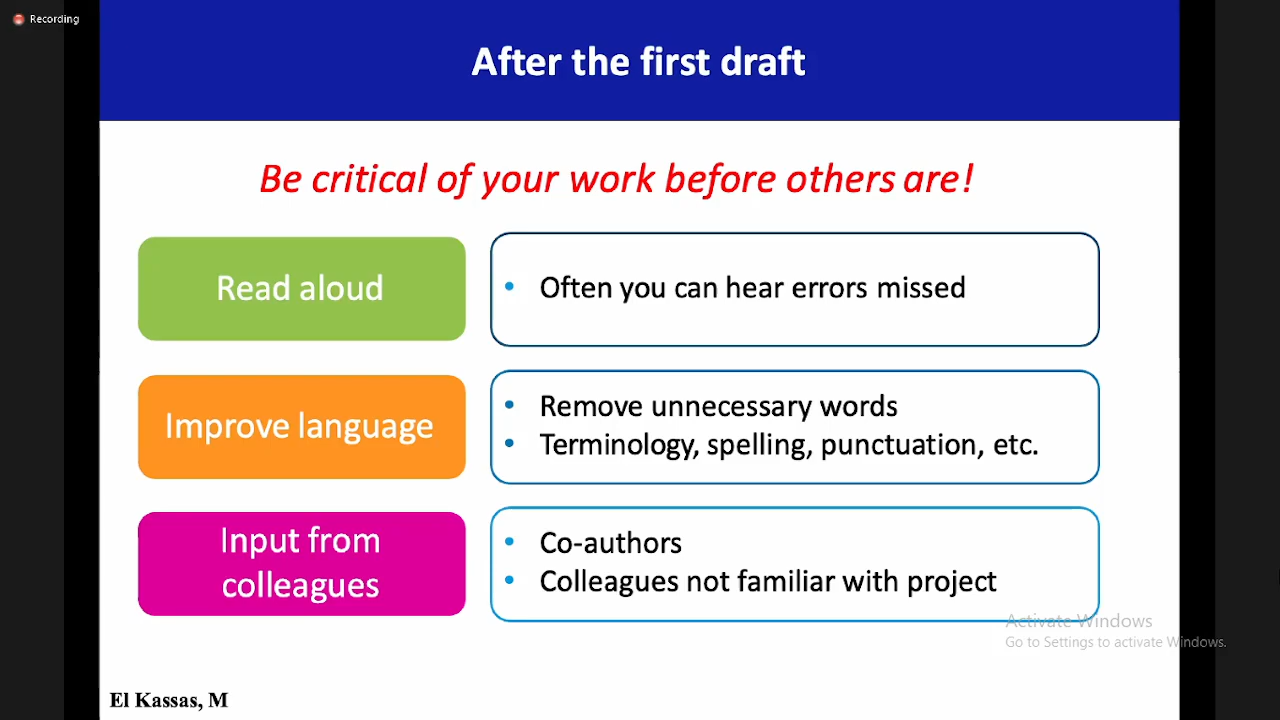 Recording
After the first draft
Be critical of your work before others are!
Read aloud
• Often you can hear errors missed
Improve language
• Remove unnecessary words
• Terminology, spelling, punctuation, etc.
Input from
colleagues
• Co-authors
• Colleagues not familiar with project
Activate Windows
Go to Settings to activate Windows.
El Kassas, M